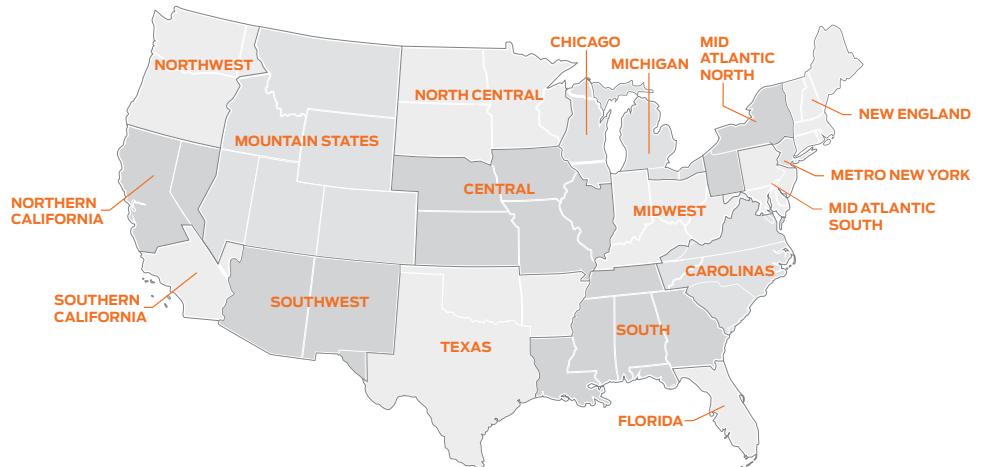 CHICAGO
MID
ATLANTIC
NORTH
NORTHWEST
MICHIGAN
NORTH CENTRAL
NEW ENGLAND
MOUNTAIN STATES
METRO NEW YORK
CENTRAL
NORTHERN
CALIFORNIA
MIDWEST
MID ATLANTIC
SOUTH
CAROLINAS
SOUTHERN
CALIFORNIA
SOUTHWEST
SOUTH
TEXAS
FLORIDA